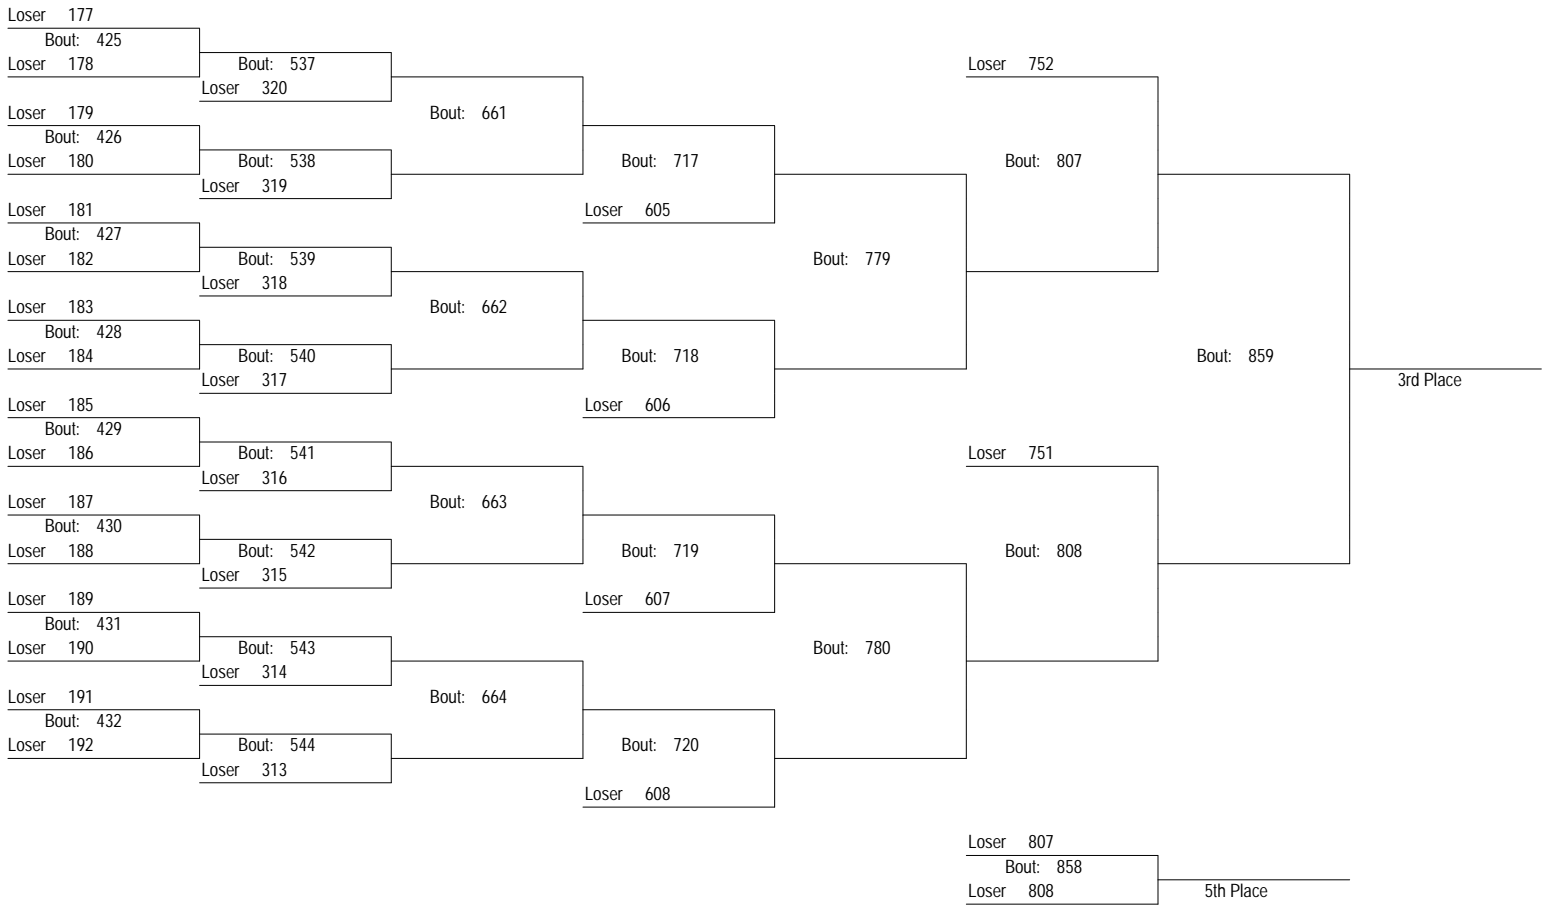 Loser 177
Bout: 425
Loser 178
Bout: 537
Loser 752
Loser 320
Loser 179
Bout: 661
Bout: 426
Loser 180
Bout: 538
Bout: 717
Bout: 807
Loser 319
Loser 181
Loser 605
Bout: 427
Loser 182
Bout: 539
Bout: 779
Loser 318
Loser 183
Bout: 662
Bout: 428
Loser 184
Bout: 540
Bout: 718
Bout: 859
Loser 317
3rd Place
Loser 185
Loser 606
Bout: 429
Loser 186
Bout: 541
Loser 751
Loser 316
Loser 187
Bout: 663
Bout: 430
Loser 188
Bout: 542
Bout: 719
Bout: 808
Loser 315
Loser 189
Loser 607
Bout: 431
Loser 190
Bout: 543
Bout: 780
Loser 314
Loser 191
Bout: 664
Bout: 432
Loser 192
Bout: 544
Bout: 720
Loser 313
Loser 608
Loser 807
Bout: 858
Loser 808
5th Place